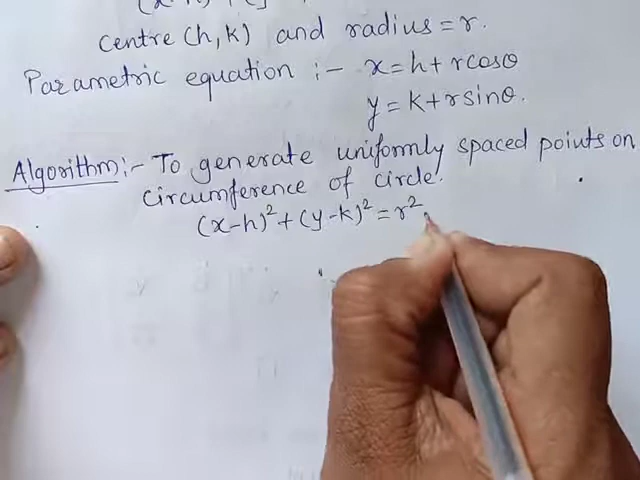 centre (h, k) and radius = r.
Parametric equation :- x = h + r cosθ
y = k + r sinθ.
Algorithm :- To generate uniformly spaced points on
circumference of circle.
(x-h)² + (y-k)² = r²,